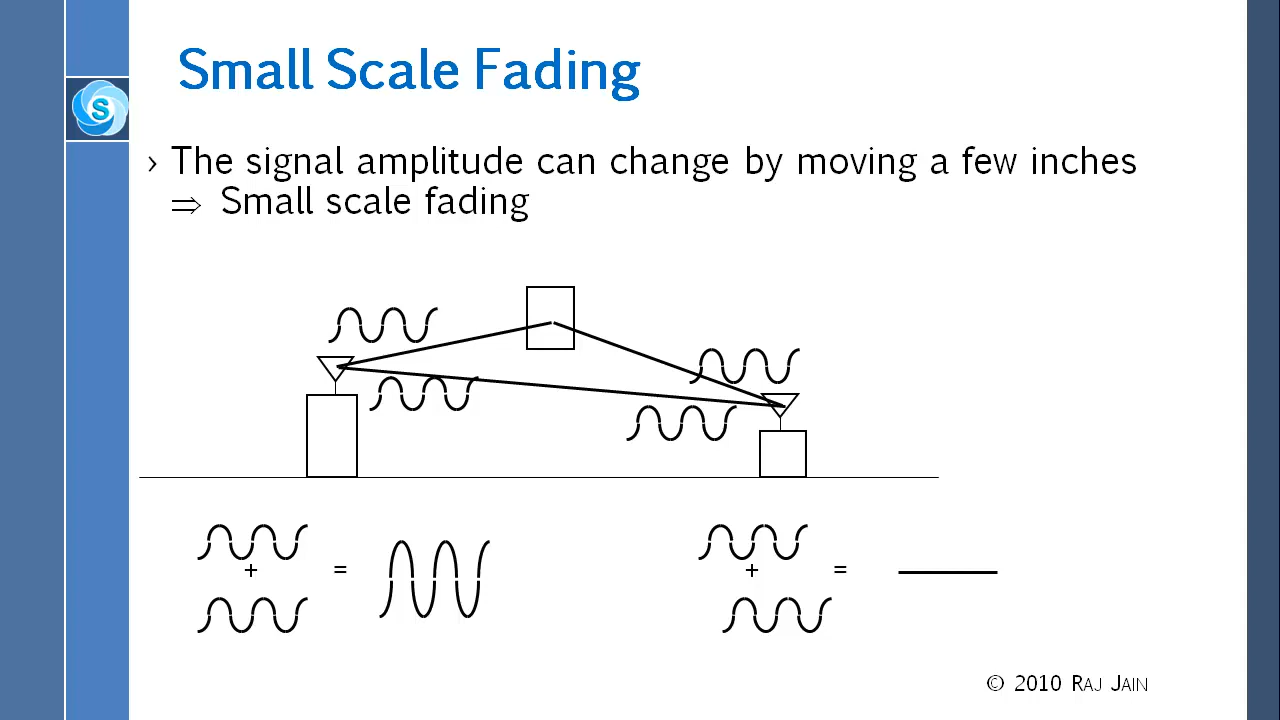 Small Scale Fading
S
› The signal amplitude can change by moving a few inches
⇒ Small scale fading
+ =
+ =
© 2010 RAJ JAIN